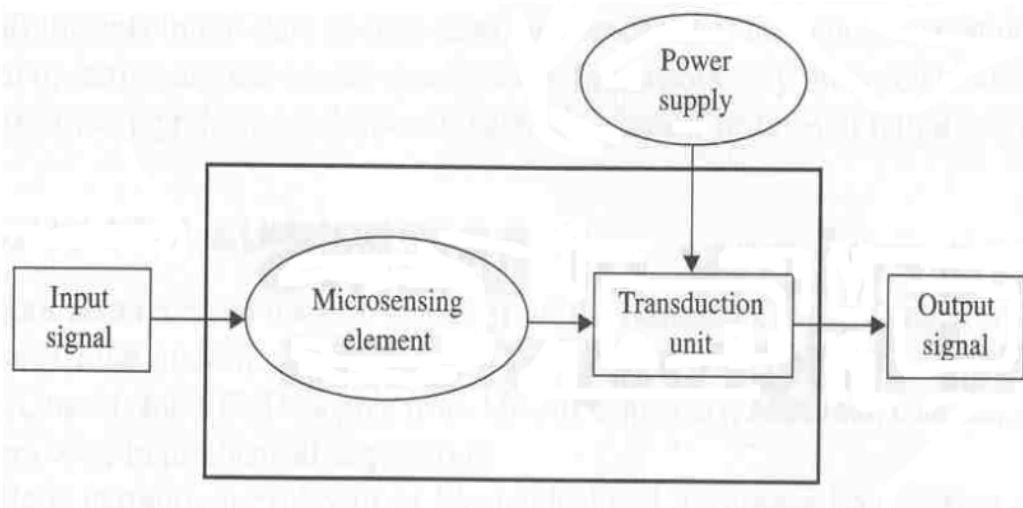 Power
supply
Input
signal
Microsensing
element
Transduction
unit
Output
signal